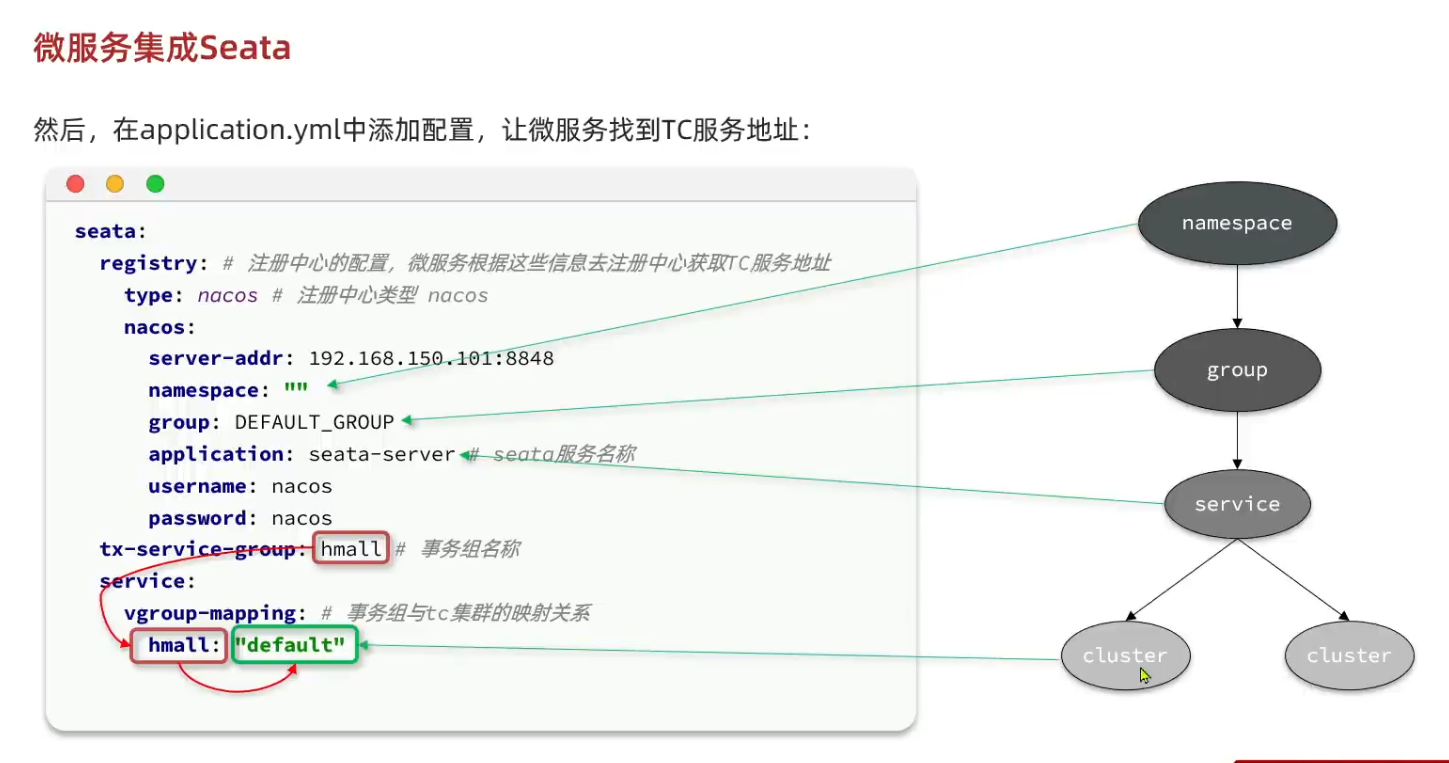 微服务集成Seata
然后，在application.yml中添加配置，让微服务找到TC服务地址：
seata:
registry: # 注册中心的配置，微服务根据这些信息去注册中心获取TC服务地址
type: nacos # 注册中心类型 nacos
nacos:
server-addr: 192.168.150.101:8848
namespace: ""
group: DEFAULT_GROUP
application: seata-server # seata服务名称
username: nacos
password: nacos
tx-service-group: hmall # 事务组名称
service:
vgroup-mapping: # 事务组与tc集群的映射关系
hmall: "default"
namespace
group
service
cluster
cluster